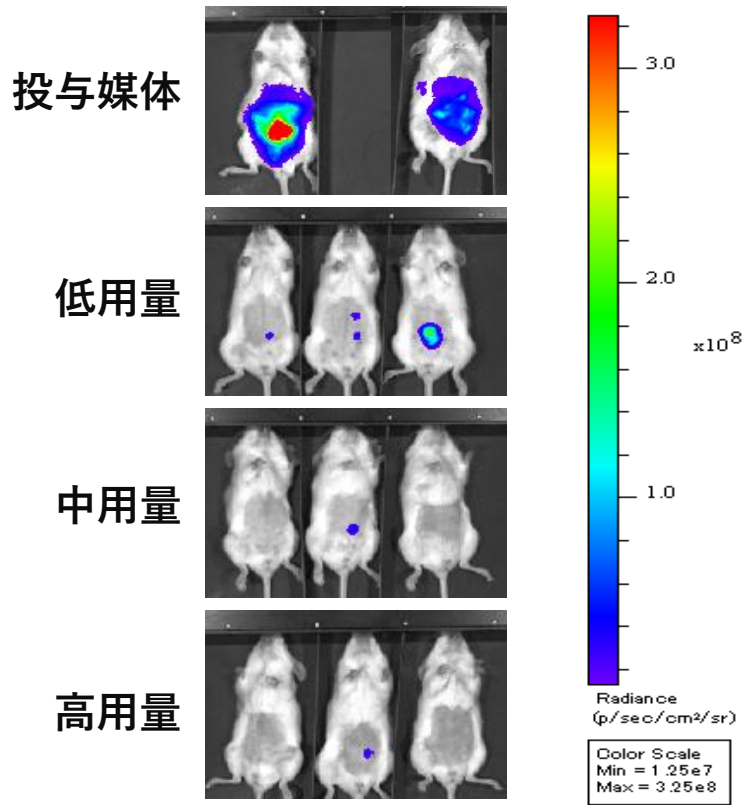 投与媒体
低用量
中用量
高用量
3.0
2.0
x10⁸
1.0
Radiance
(p/sec/cm²/sr)
Color Scale
Min = 1.25e7
Max = 3.25e8